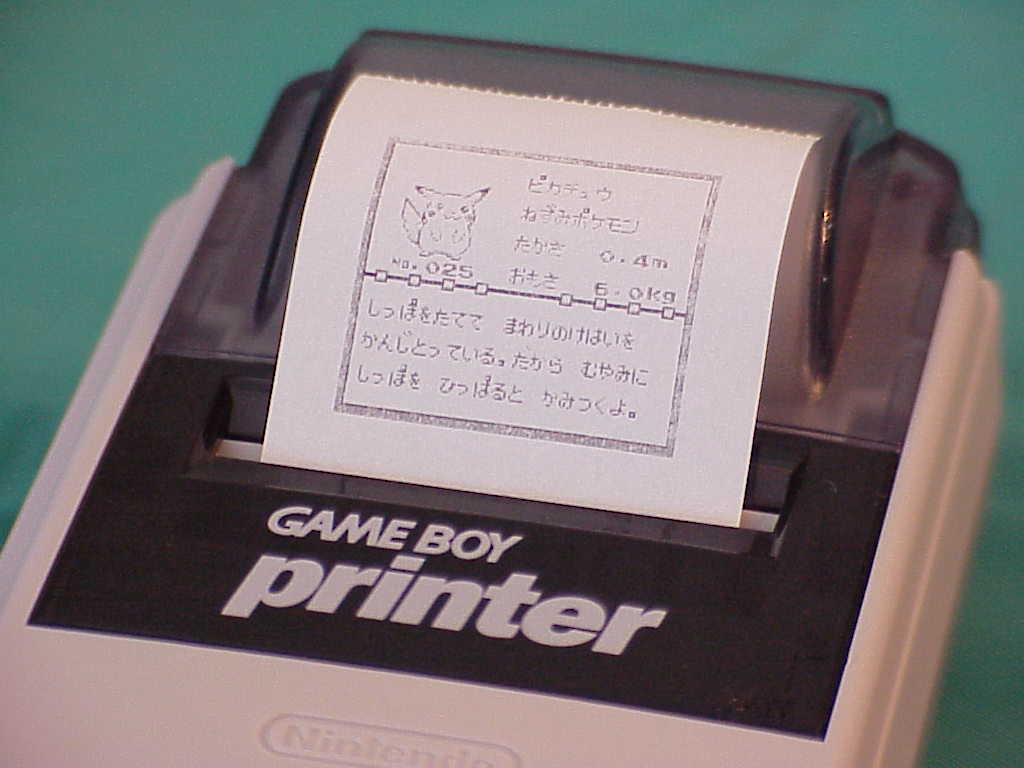 ピカチュウ
ねずみポケモン
たかさ 0.4m
No.025 おもさ 6.0kg
しっぽをたてて まわりのけはいを
かんじとっている。だから むやみに
しっぽを ひっぱると かみつくよ。
GAME BOY
printer
Nintendo